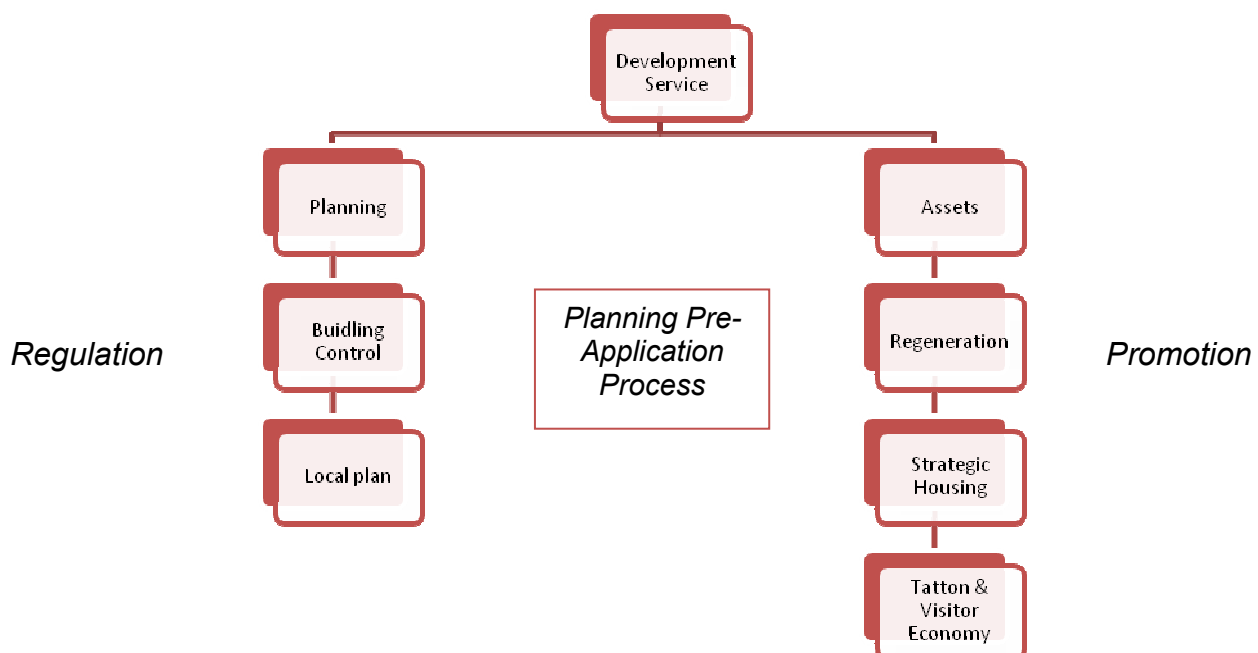 Development
Service
Planning
Assets
Buidling
Control
Planning Pre-
Application
Process
Regeneration
Regulation
Promotion
Local plan
Strategic
Housing
Tatton &
Visitor
Economy